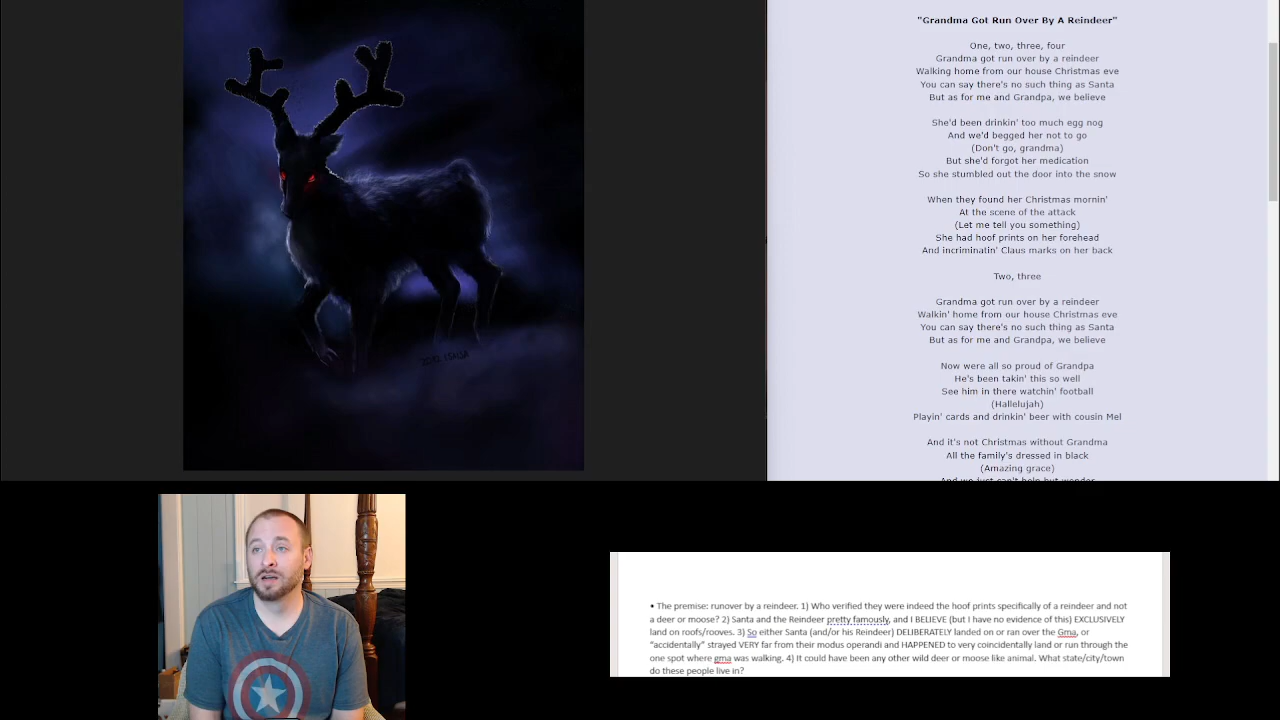 "Grandma Got Run Over By A Reindeer"
One, two, three, four
Grandma got run over by a reindeer
Walking home from our house Christmas eve
You can say there's no such thing as Santa
But as for me and Grandpa, we believe
She'd been drinkin' too much egg nog
And we'd begged her not to go
(Don't go, grandma)
But she'd forgot her medication
So she stumbled out the door into the snow
When they found her Christmas mornin'
At the scene of the attack
(Let me tell you something)
She had hoof prints on her forehead
And incriminatin' Claus marks on her back
Two, three
Grandma got run over by a reindeer
Walkin' home from our house Christmas eve
You can say there's no such thing as Santa
But as for me and Grandpa, we believe
Now were all so proud of Grandpa
He's been takin' this so well
See him in there watchin' football
(Hallelujah)
Playin' cards and drinkin' beer with cousin Mel
And it's not Christmas without Grandma
All the family's dressed in black
(Amazing grace)
And we just can't help but wonder
• The premise: runover by a reindeer. 1) Who verified they were indeed the hoof prints specifically of a reindeer and not
a deer or moose? 2) Santa and the Reindeer pretty famously, and I BELIEVE (but I have no evidence of this) EXCLUSIVELY
land on roofs/rooves. 3) So either Santa (and/or his Reindeer) DELIBERATELY landed on or ran over the Gma, or
"accidentally" strayed VERY far from their modus operandi and HAPPENED to very coincidentally land or run through the
one spot where gma was walking. 4) It could have been any other wild deer or moose like animal. What state/city/town
do these people live in?